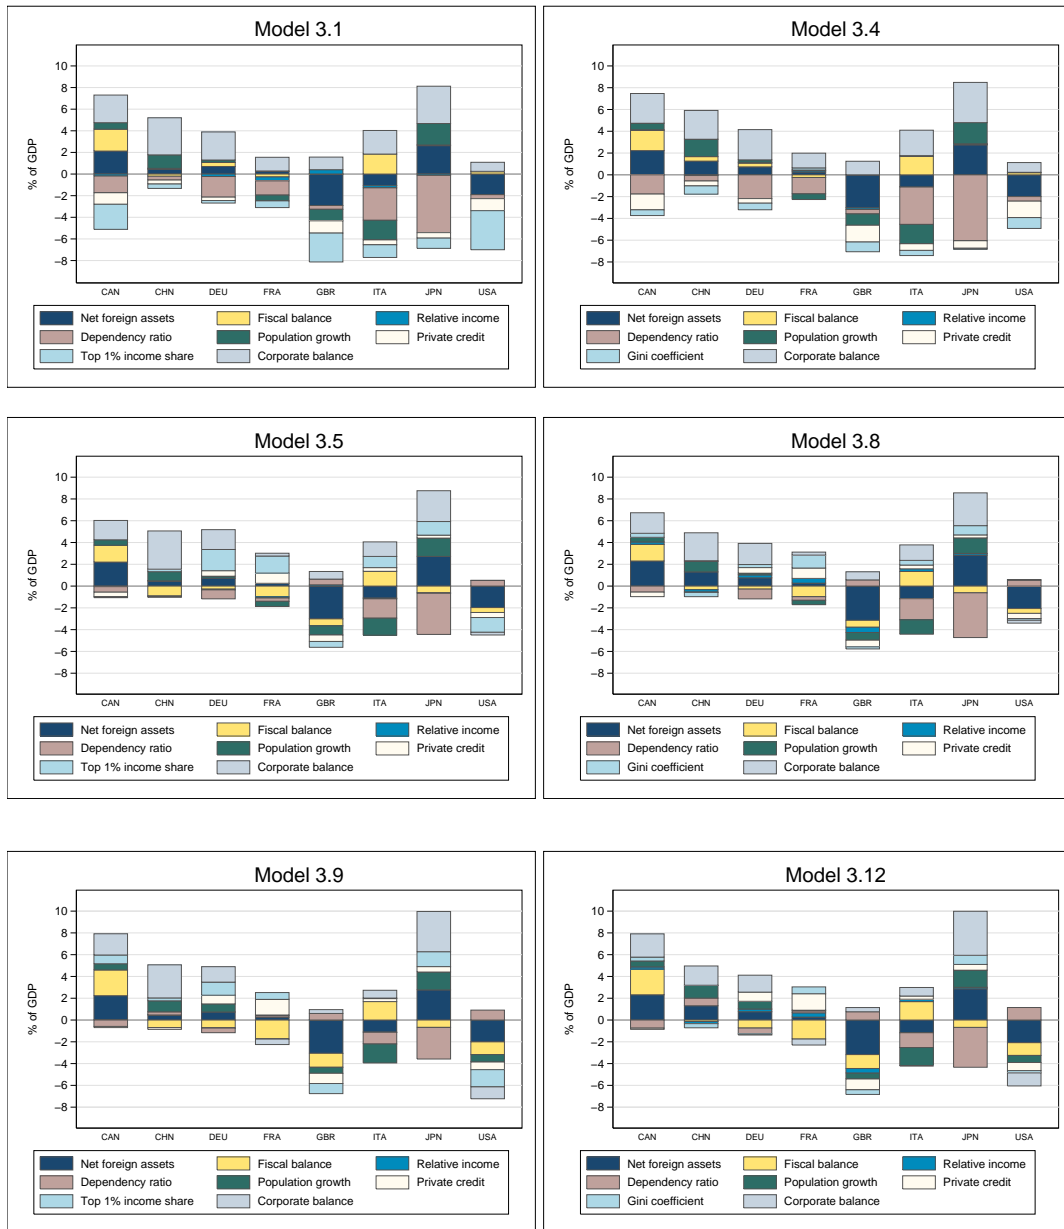 Model 3.1
% of GDP
10
8
6
4
2
0
−2
−4
−6
−8
CAN CHN DEU FRA GBR ITA JPN USA
Net foreign assets Fiscal balance Relative income
Dependency ratio Population growth Private credit
Top 1% income share Corporate balance
Model 3.4
% of GDP
10
8
6
4
2
0
−2
−4
−6
−8
CAN CHN DEU FRA GBR ITA JPN USA
Net foreign assets Fiscal balance Relative income
Dependency ratio Population growth Private credit
Gini coefficient Corporate balance
Model 3.5
% of GDP
10
8
6
4
2
0
−2
−4
−6
−8
CAN CHN DEU FRA GBR ITA JPN USA
Net foreign assets Fiscal balance Relative income
Dependency ratio Population growth Private credit
Top 1% income share Corporate balance
Model 3.8
% of GDP
10
8
6
4
2
0
−2
−4
−6
−8
CAN CHN DEU FRA GBR ITA JPN USA
Net foreign assets Fiscal balance Relative income
Dependency ratio Population growth Private credit
Gini coefficient Corporate balance
Model 3.9
% of GDP
10
8
6
4
2
0
−2
−4
−6
−8
CAN CHN DEU FRA GBR ITA JPN USA
Net foreign assets Fiscal balance Relative income
Dependency ratio Population growth Private credit
Top 1% income share Corporate balance
Model 3.12
% of GDP
10
8
6
4
2
0
−2
−4
−6
−8
CAN CHN DEU FRA GBR ITA JPN USA
Net foreign assets Fiscal balance Relative income
Dependency ratio Population growth Private credit
Gini coefficient Corporate balance